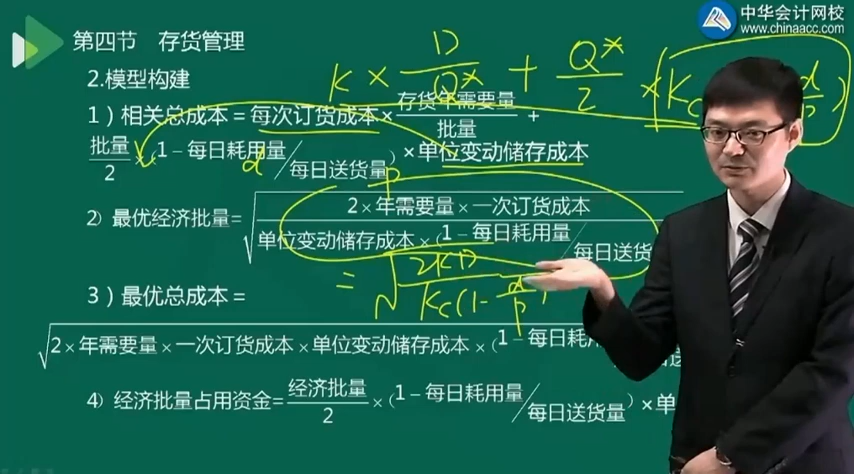 中华会计网校
www.chinaacc.com
第四节 存货管理
2.模型构建
K × D/Q* + Q*/2 × (Kc d/p)
1）相关总成本＝每次订货成本×存货年需要量/批量＋
批量/2×（1－每日耗用量/每日送货量）×单位变动储存成本
d
p
2）最优经济批量=√2×年需要量×一次订货成本/单位变动储存成本×（1－每日耗用量/每日送货
= √2KD/Kc(1-d/p)
3）最优总成本＝
√2×年需要量×一次订货成本×单位变动储存成本×（1－每日耗用
4）经济批量占用资金=经济批量/2×（1－每日耗用量/每日送货量）×单